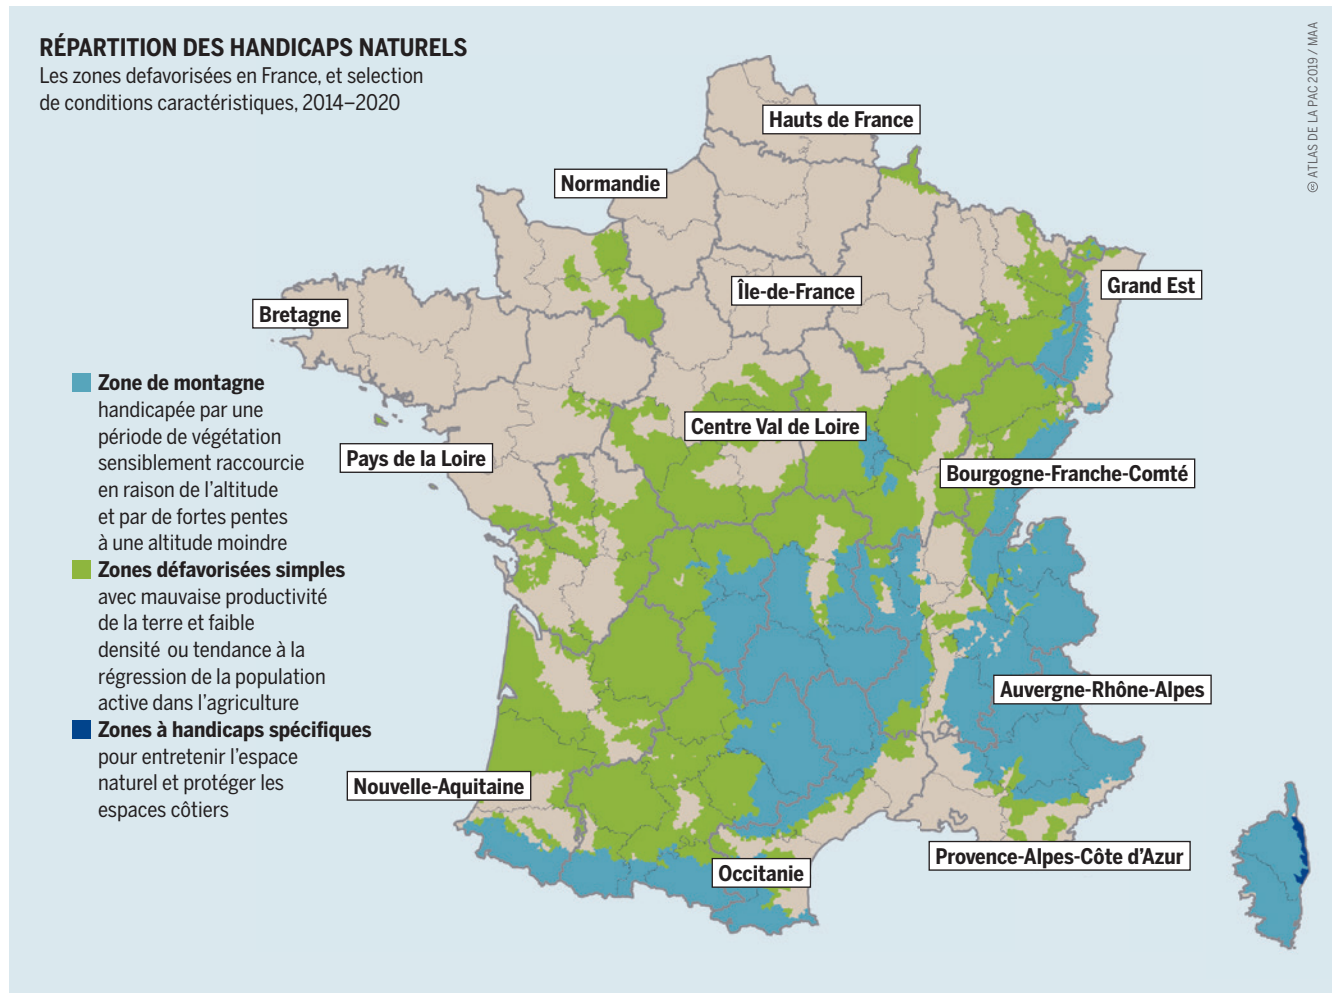 RÉPARTITION DES HANDICAPS NATURELS
Les zones defavorisées en France, et selection
de conditions caractéristiques, 2014–2020
© ATLAS DE LA PAC 2019 / MAA
Hauts de France
Normandie
Île-de-France
Grand Est
Bretagne
Centre Val de Loire
Pays de la Loire
Bourgogne-Franche-Comté
Auvergne-Rhône-Alpes
Nouvelle-Aquitaine
Provence-Alpes-Côte d'Azur
Occitanie
Zone de montagne
handicapée par une
période de végétation
sensiblement raccourcie
en raison de l'altitude
et par de fortes pentes
à une altitude moindre
Zones défavorisées simples
avec mauvaise productivité
de la terre et faible
densité ou tendance à la
régression de la population
active dans l'agriculture
Zones à handicaps spécifiques
pour entretenir l'espace
naturel et protéger les
espaces côtiers